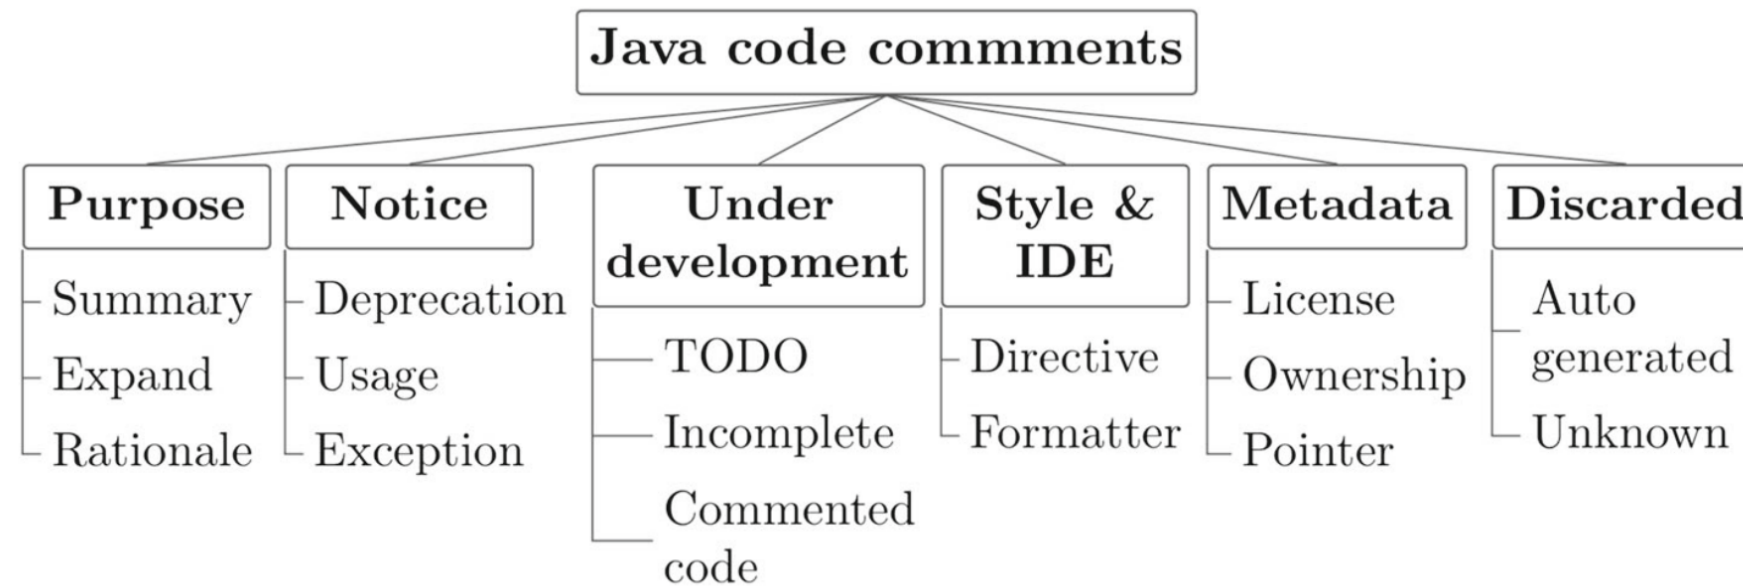 Java code commments
Purpose
Summary
Expand
Rationale
Notice
Deprecation
Usage
Exception
Under
development
TODO
Incomplete
Commented
code
Style &
IDE
Directive
Formatter
Metadata
License
Ownership
Pointer
Discarded
Auto
generated
Unknown